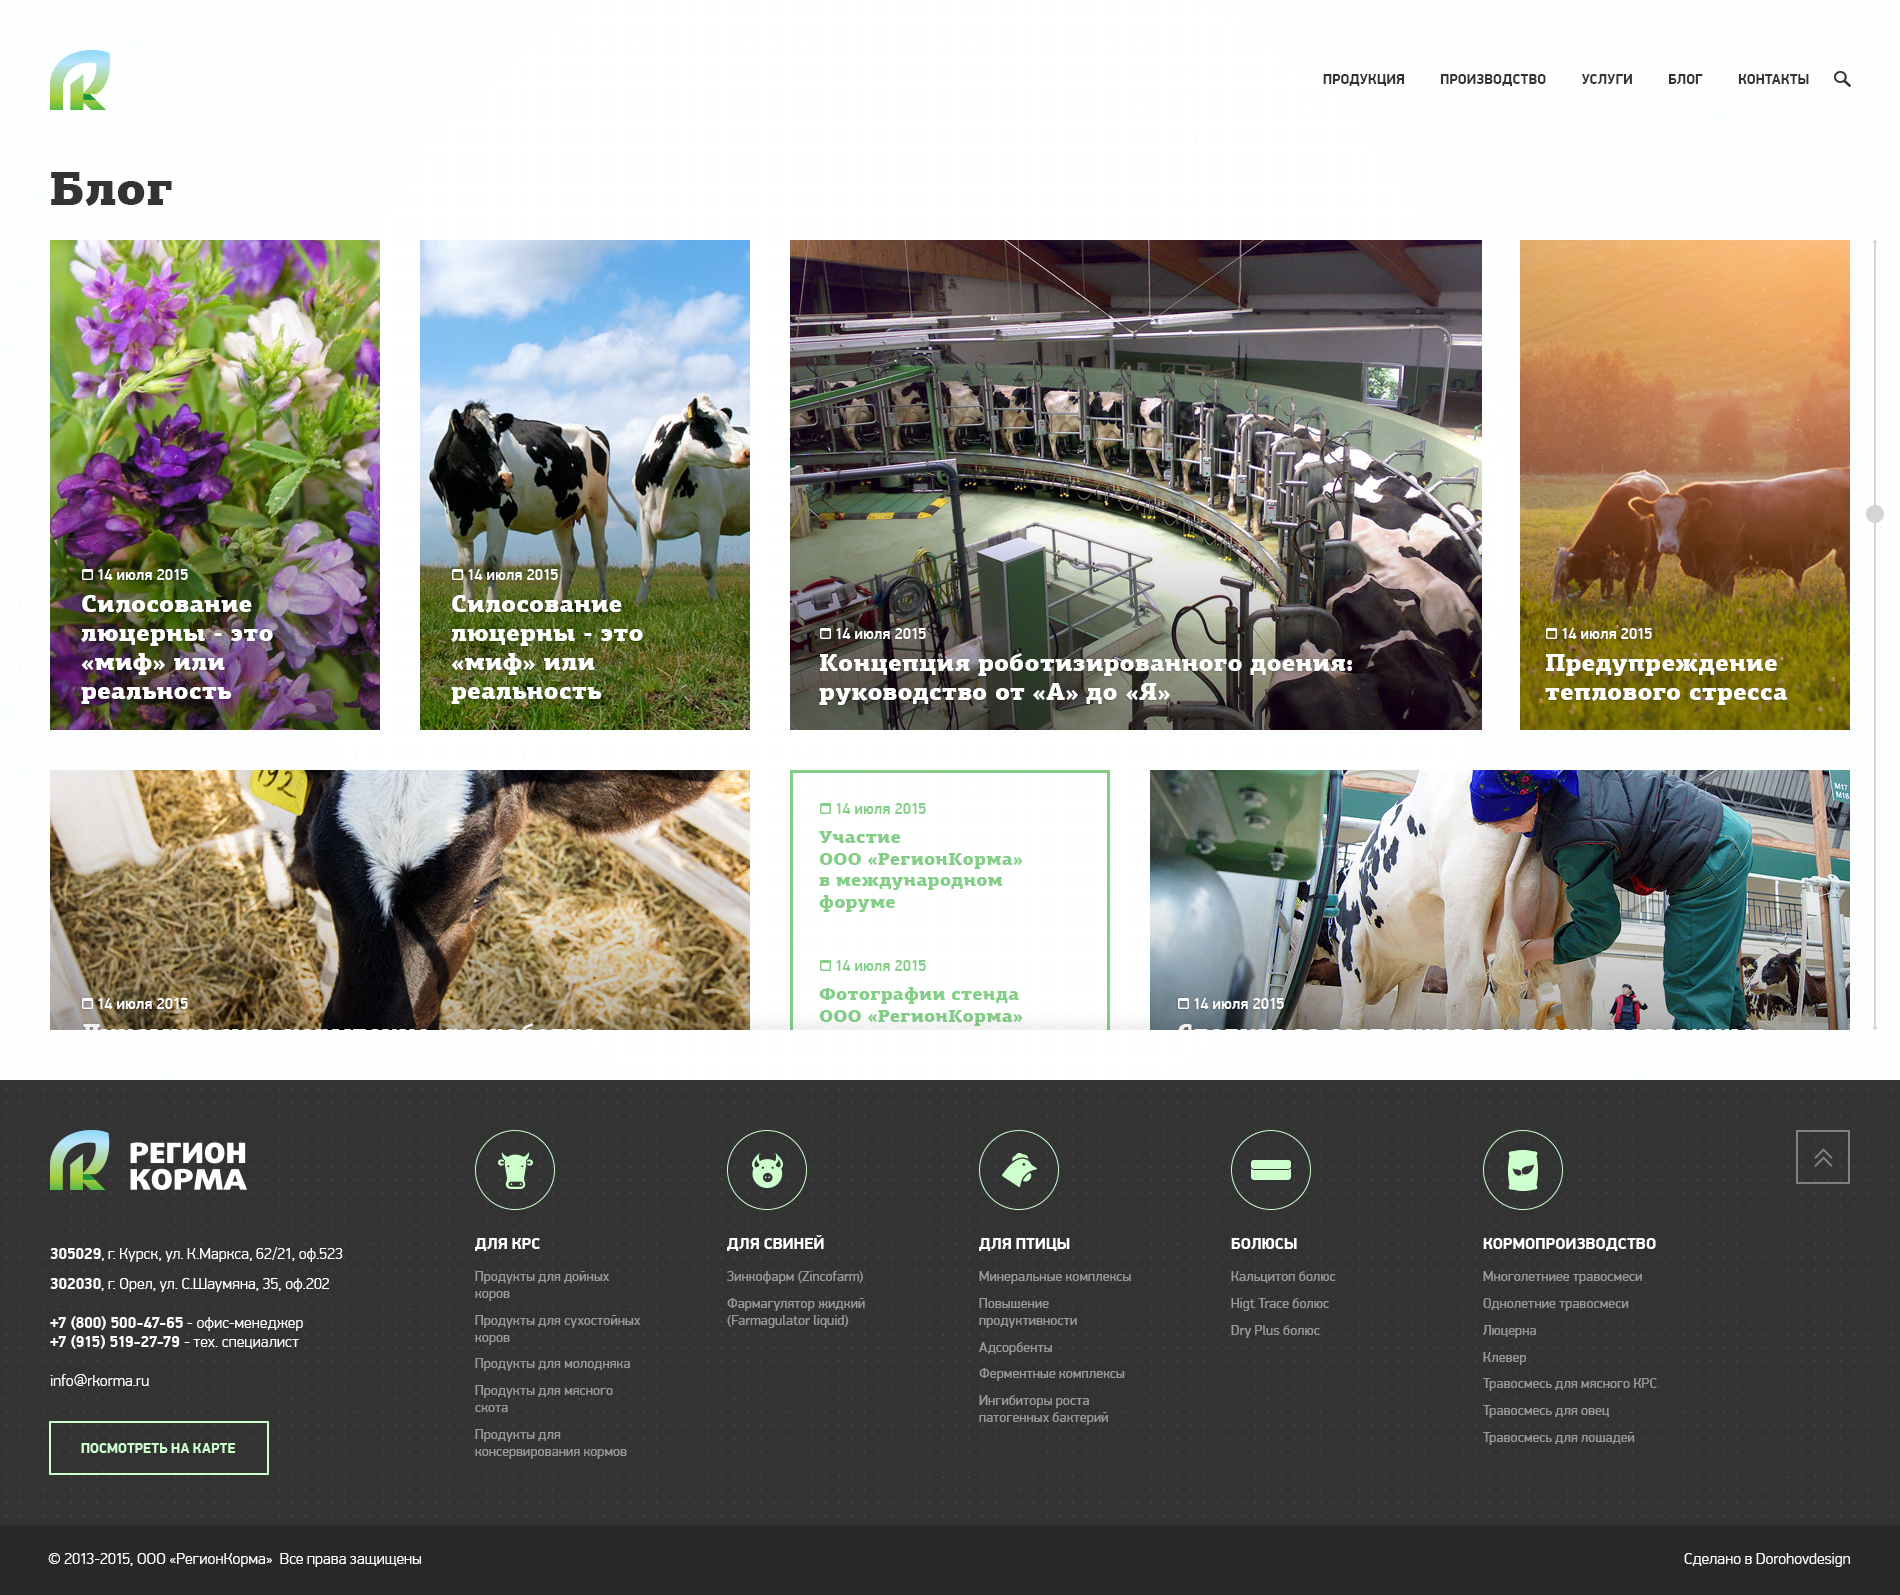 ПРОДУКЦИЯ ПРОИЗВОДСТВО УСЛУГИ БЛОГ КОНТАКТЫ
Блог
14 июля 2015
Силосование
люцерны - это
«миф» или
реальность
14 июля 2015
Силосование
люцерны - это
«миф» или
реальность
14 июля 2015
Концепция роботизированного доения:
руководство от «А» до «Я»
14 июля 2015
Предупреждение
теплового стресса
192
14 июля 2015
14 июля 2015
Участие
ООО «РегионКорма»
в международном
форуме
14 июля 2015
Фотографии стенда
ООО «РегионКорма»
M17
M18
14 июля 2015
РЕГИОН
КОРМА
305029, г. Курск, ул. К.Маркса, 62/21, оф.523
302030, г. Орел, ул. С.Шаумяна, 35, оф.202
+7 (800) 500-47-65 - офис-менеджер
+7 (915) 519-27-79 - тех. специалист
info@rkorma.ru
ПОСМОТРЕТЬ НА КАРТЕ
ДЛЯ КРС
Продукты для дойных
коров
Продукты для сухостойных
коров
Продукты для молодняка
Продукты для мясного
скота
Продукты для
консервирования кормов
ДЛЯ СВИНЕЙ
Зинкофарм (Zincofarm)
Фармагулятор жидкий
(Farmagulator liquid)
ДЛЯ ПТИЦЫ
Минеральные комплексы
Повышение
продуктивности
Адсорбенты
Ферментные комплексы
Ингибиторы роста
патогенных бактерий
БОЛЮСЫ
Кальцитоп болюс
Higt Trace болюс
Dry Plus болюс
КОРМОПРОИЗВОДСТВО
Многолетниее травосмеси
Однолетние травосмеси
Люцерна
Клевер
Травосмесь для мясного КРС
Травосмесь для овец
Травосмесь для лошадей
© 2013-2015, ООО «РегионКорма» Все права защищены
Сделано в Dorohovdesign